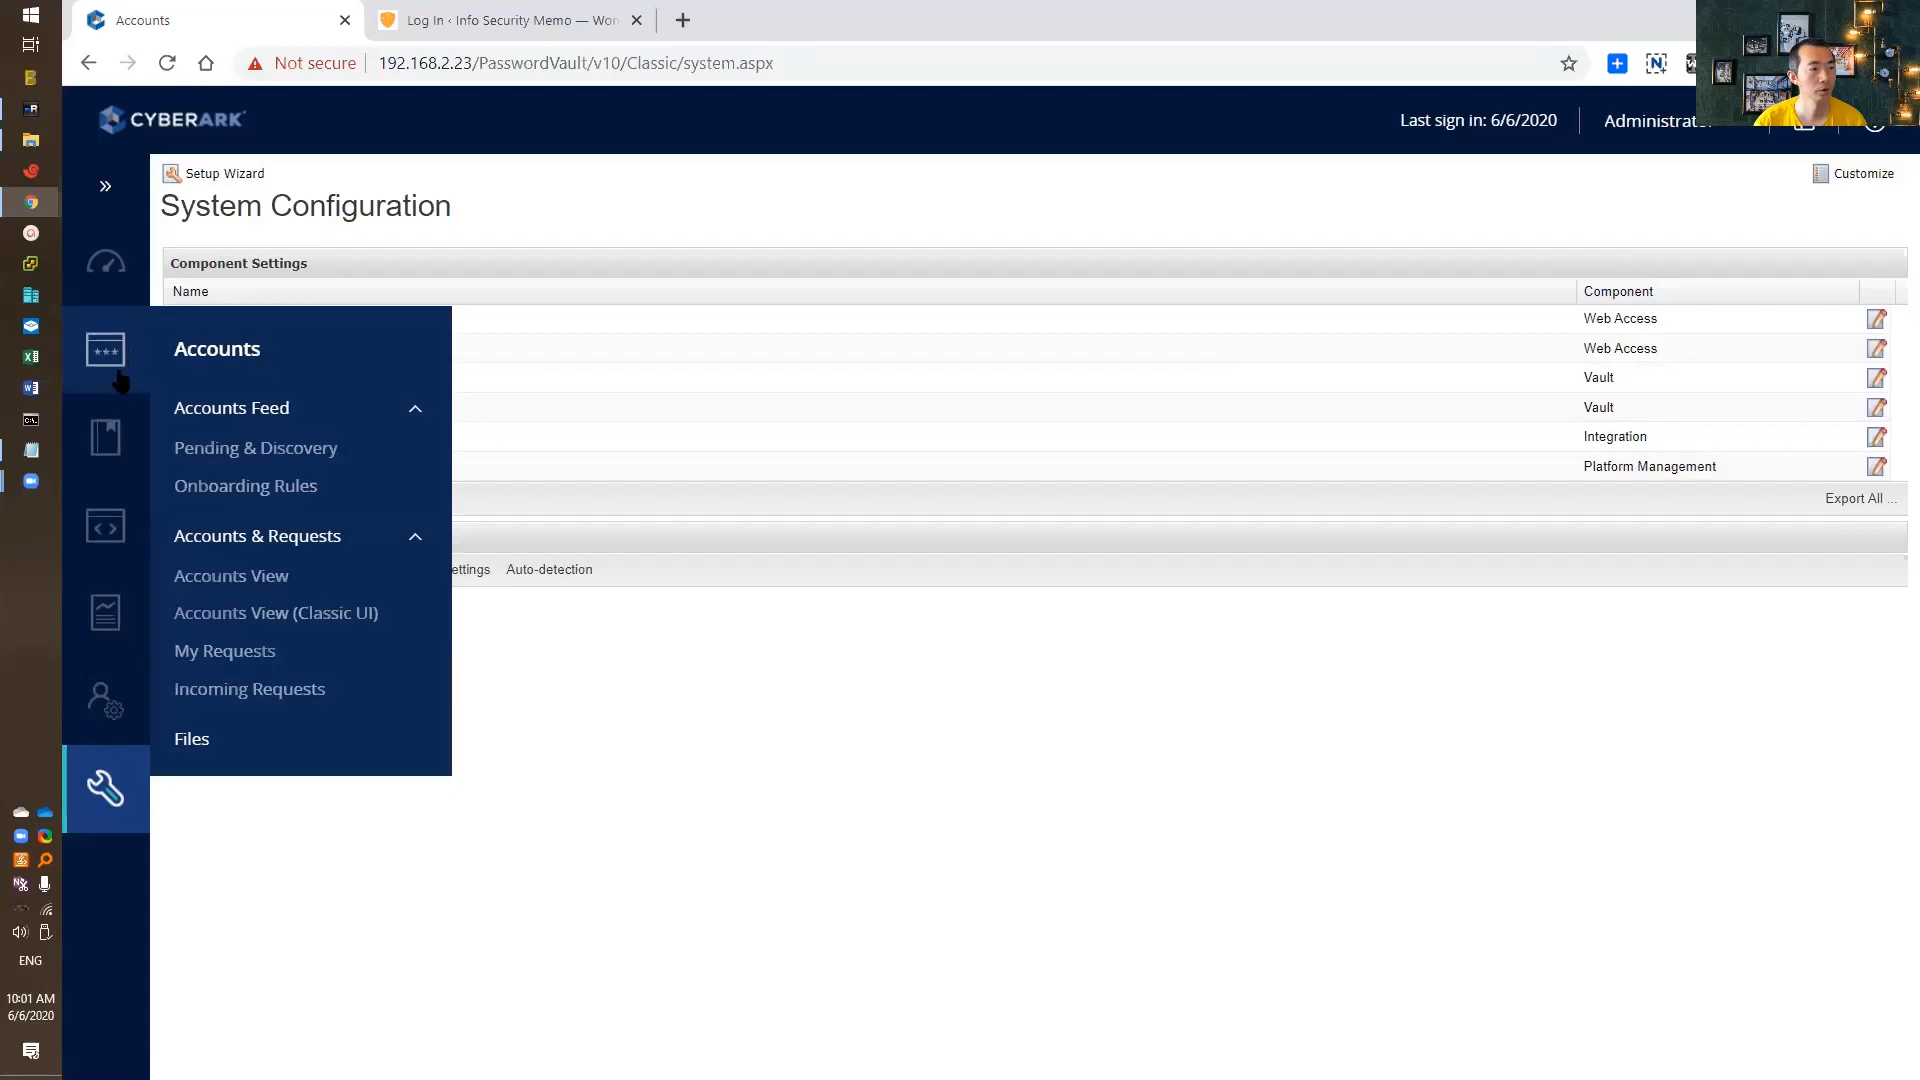 Accounts
Log In ‹ Info Security Memo — Wor
Not secure
192.168.2.23/PasswordVault/v10/Classic/system.aspx
CYBERARK
Last sign in: 6/6/2020
Setup Wizard
Customize
System Configuration
Component Settings
Name
Component
Web Access
Web Access
Vault
Vault
Integration
Platform Management
Export All ...
ettings
Auto-detection
Accounts
Accounts Feed
Pending & Discovery
Onboarding Rules
Accounts & Requests
Accounts View
Accounts View (Classic UI)
My Requests
Incoming Requests
Files
ENG
10:01 AM
6/6/2020